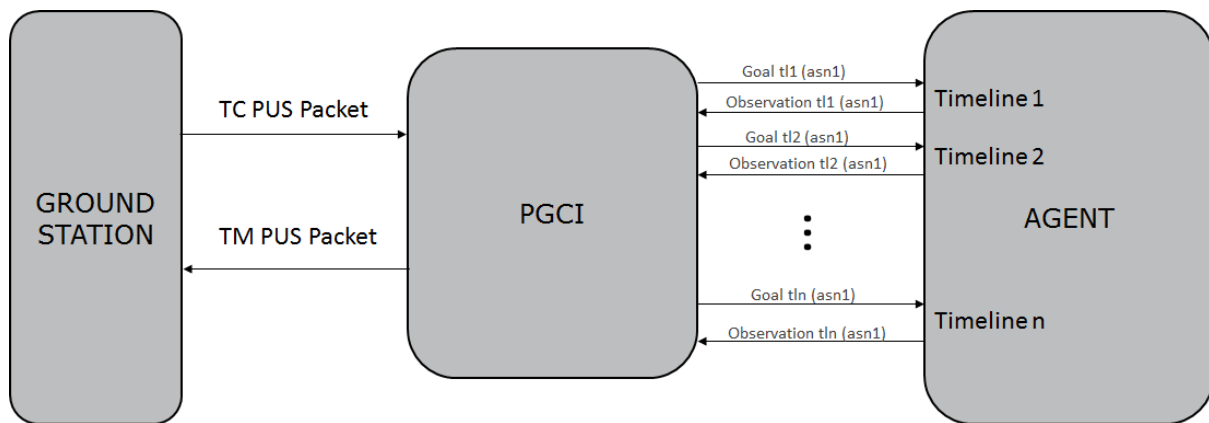 GROUND
STATION
TC PUS Packet
TM PUS Packet
PGCI
Goal tl1 (asn1)
Observation tl1 (asn1)
Goal tl2 (asn1)
Observation tl2 (asn1)
Goal tln (asn1)
Observation tln (asn1)
Timeline 1
Timeline 2
AGENT
Timeline n